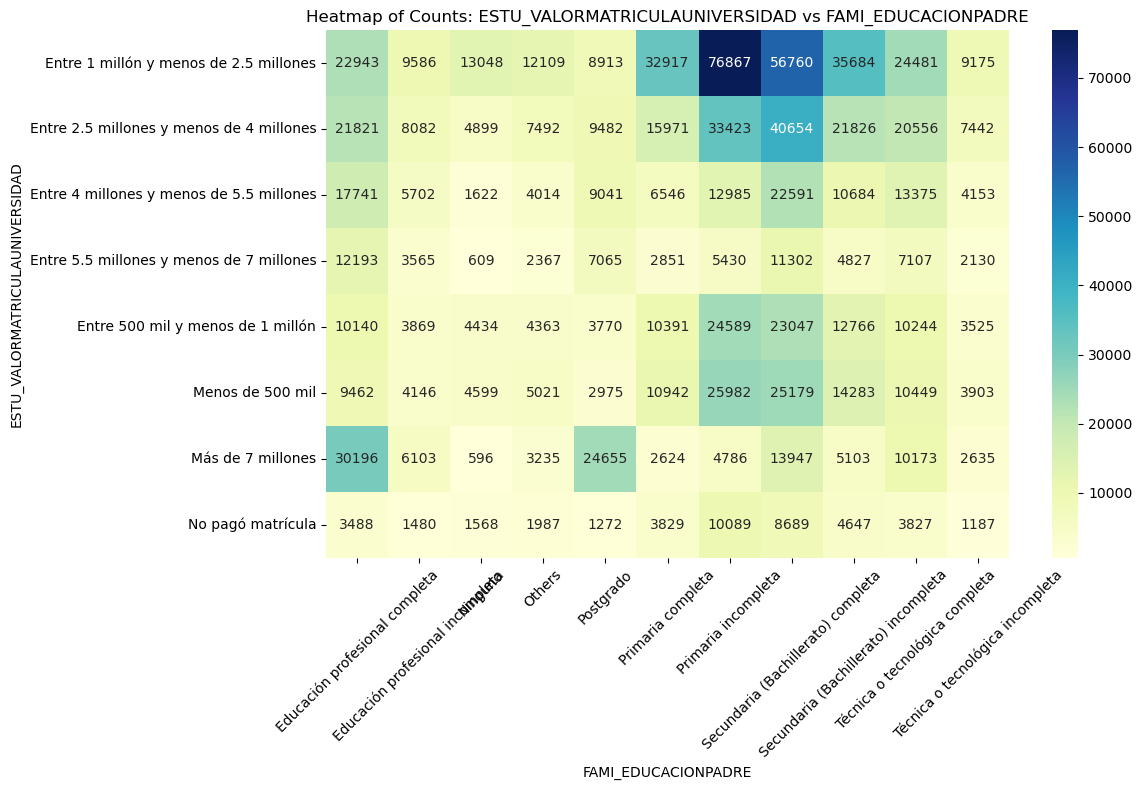 Heatmap of Counts: ESTU_VALORMATRICULAUNIVERSIDAD vs FAMI_EDUCACIONPADRE
ESTU_VALORMATRICULAUNIVERSIDAD
Entre 1 millón y menos de 2.5 millones 22943 9586 13048 12109 8913 32917 76867 56760 35684 24481 9175
Entre 2.5 millones y menos de 4 millones 21821 8082 4899 7492 9482 15971 33423 40654 21826 20556 7442
Entre 4 millones y menos de 5.5 millones 17741 5702 1622 4014 9041 6546 12985 22591 10684 13375 4153
Entre 5.5 millones y menos de 7 millones 12193 3565 609 2367 7065 2851 5430 11302 4827 7107 2130
Entre 500 mil y menos de 1 millón 10140 3869 4434 4363 3770 10391 24589 23047 12766 10244 3525
Menos de 500 mil 9462 4146 4599 5021 2975 10942 25982 25179 14283 10449 3903
Más de 7 millones 30196 6103 596 3235 24655 2624 4786 13947 5103 10173 2635
No pagó matrícula 3488 1480 1568 1987 1272 3829 10089 8689 4647 3827 1187
Educación profesional completa
Educación profesional incompleta
Ninguno
Others
Postgrado
Primaria completa
Primaria incompleta
Secundaria (Bachillerato) completa
Secundaria (Bachillerato) incompleta
Técnica o tecnológica completa
Técnica o tecnológica incompleta
FAMI_EDUCACIONPADRE
70000
60000
50000
40000
30000
20000
10000